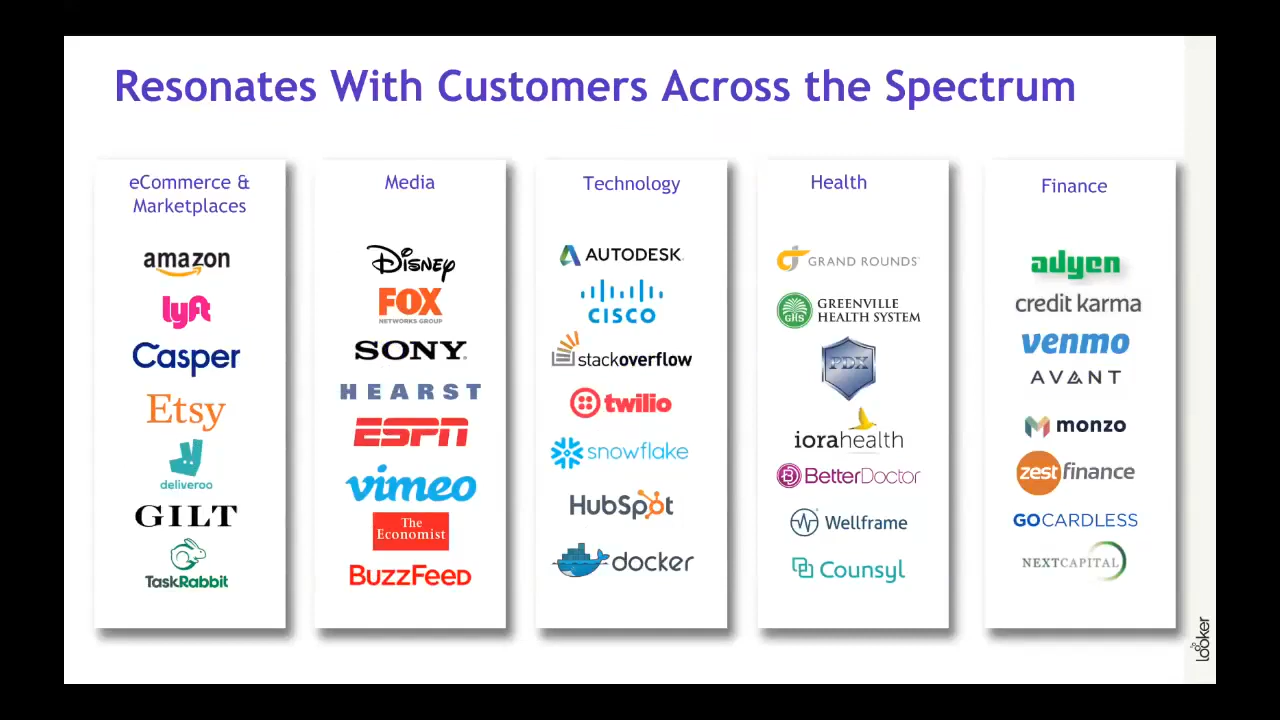 Resonates With Customers Across the Spectrum
eCommerce &
Marketplaces
amazon
lyft
Casper
Etsy
deliveroo
GILT
TaskRabbit
Media
Disney
FOX
NETWORKS GROUP
SONY
HEARST
ESPN
vimeo
The
Economist
BuzzFeed
Technology
AUTODESK
CISCO
stackoverflow
twilio
snowflake
HubSpot
docker
Health
GRAND ROUNDS
GHS
GREENVILLE
HEALTH SYSTEM
PDX
iorahealth
BetterDoctor
Wellframe
Counsyl
Finance
adyen
credit karma
venmo
AVANT
monzo
zestfinance
GOCARDLESS
NEXTCAPITAL
looker